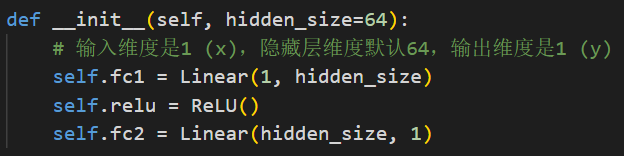 def __init__(self, hidden_size=64):
    # 输入维度是1 (x)，隐藏层维度默认64，输出维度是1 (y)
    self.fc1 = Linear(1, hidden_size)
    self.relu = ReLU()
    self.fc2 = Linear(hidden_size, 1)